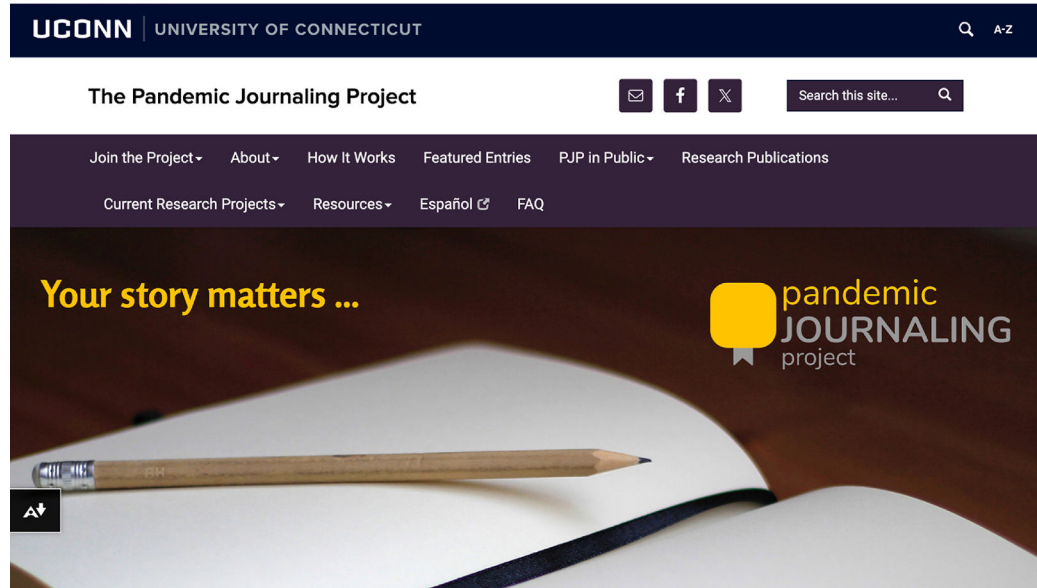 UCONN UNIVERSITY OF CONNECTICUT A-Z
The Pandemic Journaling Project
Search this site...
Join the Project About How It Works Featured Entries PJP in Public Research Publications
Current Research Projects Resources Español FAQ
Your story matters ...
pandemic
JOURNALING
project